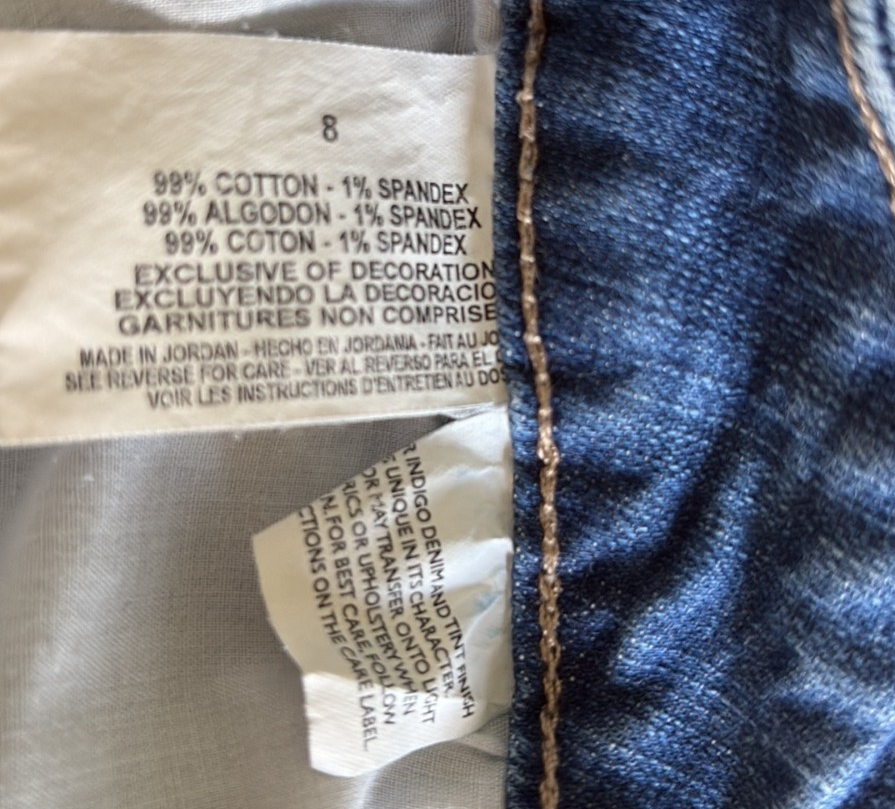 8
99% COTTON - 1% SPANDEX
99% ALGODON - 1% SPANDEX
99% COTON - 1% SPANDEX
EXCLUSIVE OF DECORATION
EXCLUYENDO LA DECORACIO
GARNITURES NON COMPRISE
MADE IN JORDAN - HECHO EN JORDANIA - FAIT AU JO
SEE REVERSE FOR CARE - VER AL REVERSO PARA EL
VOIR LES INSTRUCTIONS D'ENTRETIEN AU DOS
R INDIGO DENIM AND TINT FINISH
UNIQUE IN ITS CHARACTER.
OR MAY TRANSFER ONTO LIGHT
RICS OR UPHOLSTERY WHEN
N. FOR BEST CARE, FOLLOW
CTIONS ON THE CARE LABEL.